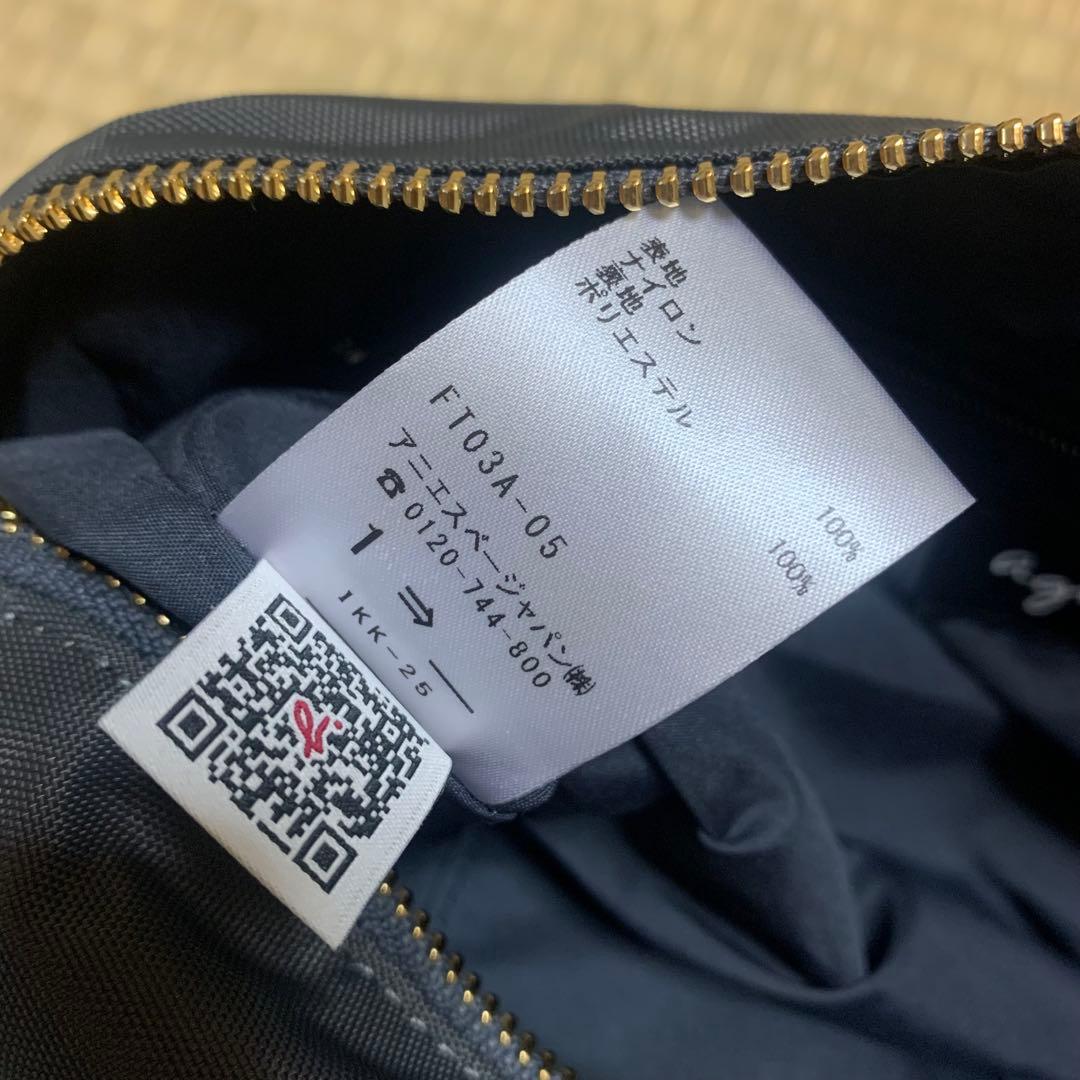 表地
ナイロン 100%
裏地
ポリエステル 100%
FT03A-05
アニエスベージャパン㈱
☎0120-744-800
1 ⇒
IKK-25